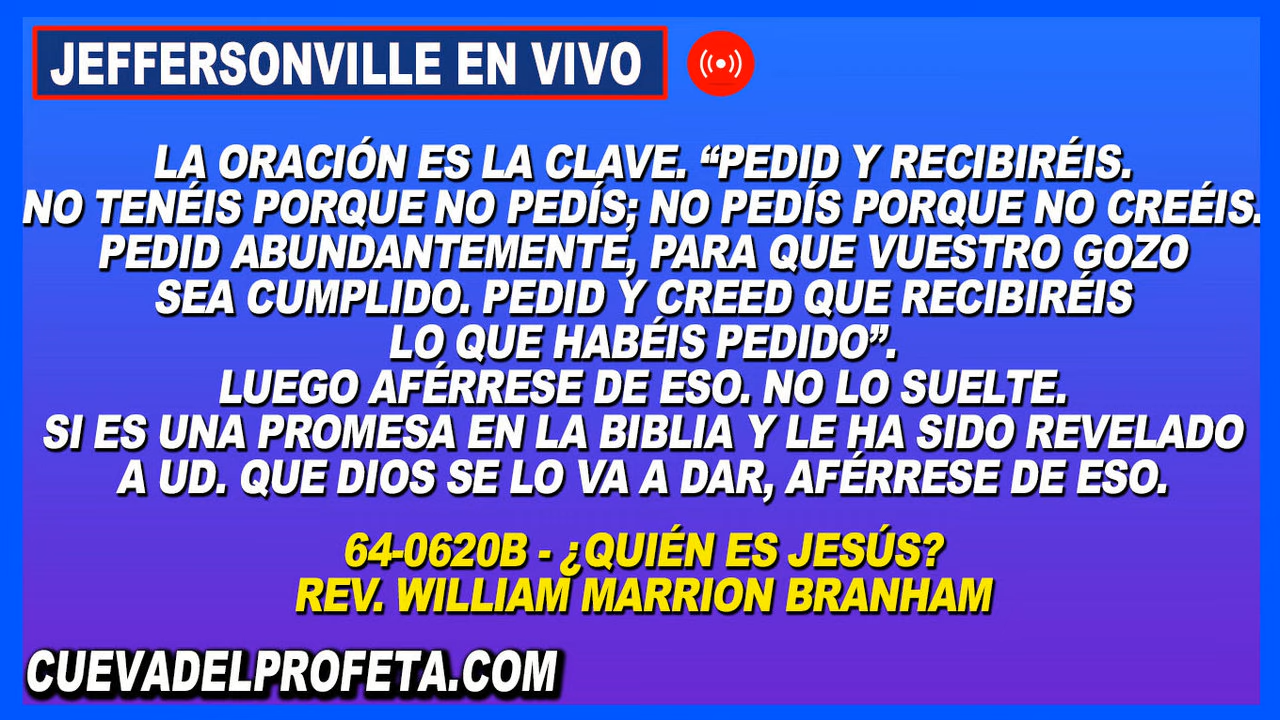 JEFFERSONVILLE EN VIVO
LA ORACIÓN ES LA CLAVE. “PEDID Y RECIBIRÉIS.
NO TENÉIS PORQUE NO PEDÍS; NO PEDÍS PORQUE NO CREÉIS.
PEDID ABUNDANTEMENTE, PARA QUE VUESTRO GOZO
SEA CUMPLIDO. PEDID Y CREED QUE RECIBIRÉIS
LO QUE HABÉIS PEDIDO”.
LUEGO AFÉRRESE DE ESO. NO LO SUELTE.
SI ES UNA PROMESA EN LA BIBLIA Y LE HA SIDO REVELADO
A UD. QUE DIOS SE LO VA A DAR, AFÉRRESE DE ESO.
64-0620B - ¿QUIÉN ES JESÚS?
REV. WILLIAM MARRION BRANHAM
CUEVADELPROFETA.COM